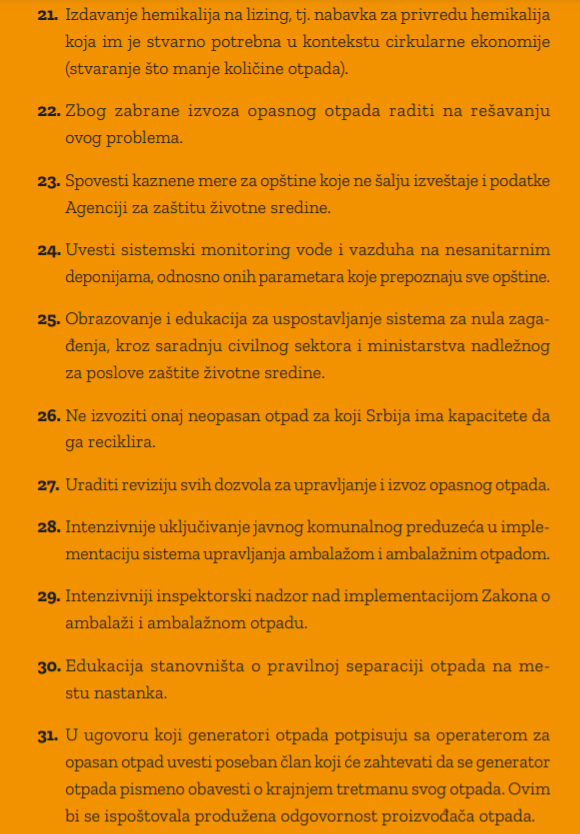 21. Izdavanje hemikalija na lizing, tj. nabavka za privredu hemikalija
koja im je stvarno potrebna u kontekstu cirkularne ekonomije
(stvaranje što manje količine otpada).
22. Zbog zabrane izvoza opasnog otpada raditi na rešavanju
ovog problema.
23. Spovesti kaznene mere za opštine koje ne šalju izveštaje i podatke
Agenciji za zaštitu životne sredine.
24. Uvesti sistemski monitoring vode i vazduha na nesanitarnim
deponijama, odnosno onih parametara koje prepoznaju sve opštine.
25. Obrazovanje i edukacija za uspostavljanje sistema za nula zaga-
đenja, kroz saradnju civilnog sektora i ministarstva nadležnog
za poslove zaštite životne sredine.
26. Ne izvoziti onaj neopasan otpad za koji Srbija ima kapacitete da
ga reciklira.
27. Uraditi reviziju svih dozvola za upravljanje i izvoz opasnog otpada.
28. Intenzivnije uključivanje javnog komunalnog preduzeća u imple-
mentaciju sistema upravljanja ambalažom i ambalažnim otpadom.
29. Intenzivniji inspektorski nadzor nad implementacijom Zakona o
ambalaži i ambalažnom otpadu.
30. Edukacija stanovništa o pravilnoj separaciji otpada na me-
stu nastanka.
31. U ugovoru koji generatori otpada potpisuju sa operaterom za
opasan otpad uvesti poseban član koji će zahtevati da se generator
otpada pismeno obavesti o krajnjem tretmanu svog otpada. Ovim
bi se ispoštovala produžena odgovornost proizvođača otpada.